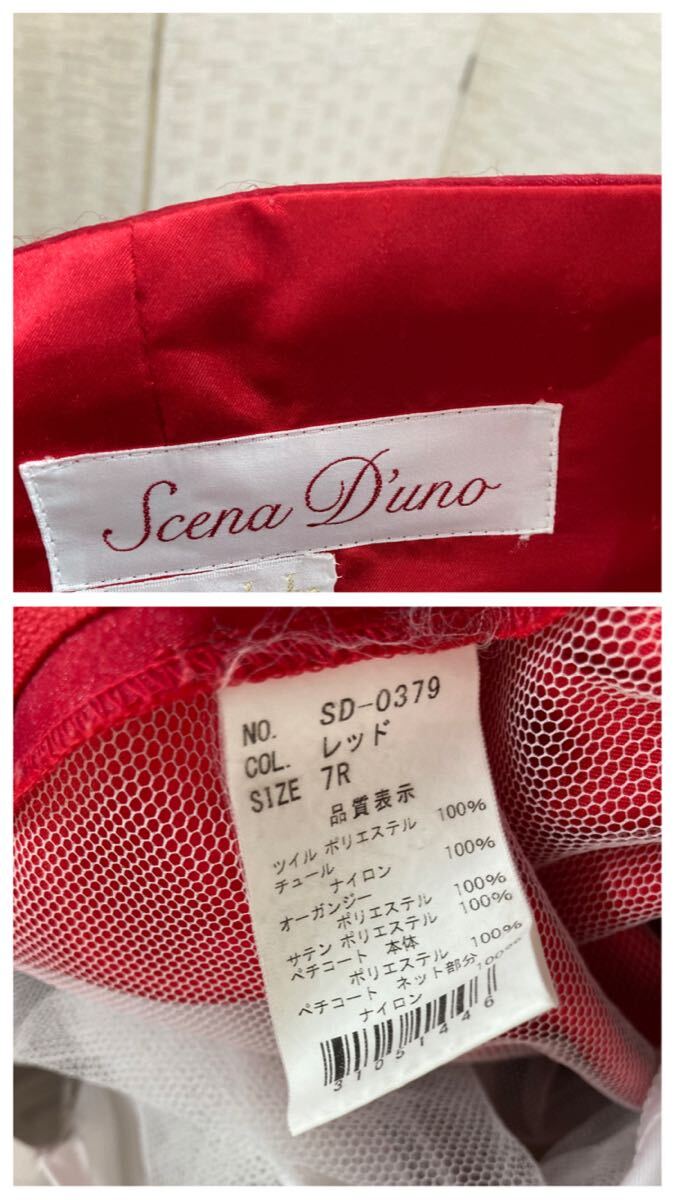 Scena D'uno
NO. SD-0379
COL. レッド
SIZE 7R
品質表示
ツイル ポリエステル 100%
チュール
ナイロン 100%
オーガンジー
ポリエステル 100%
サテン ポリエステル 100%
ペチコート 本体
ポリエステル 100%
ペチコート ネット部分
ナイロン 100%
31051446